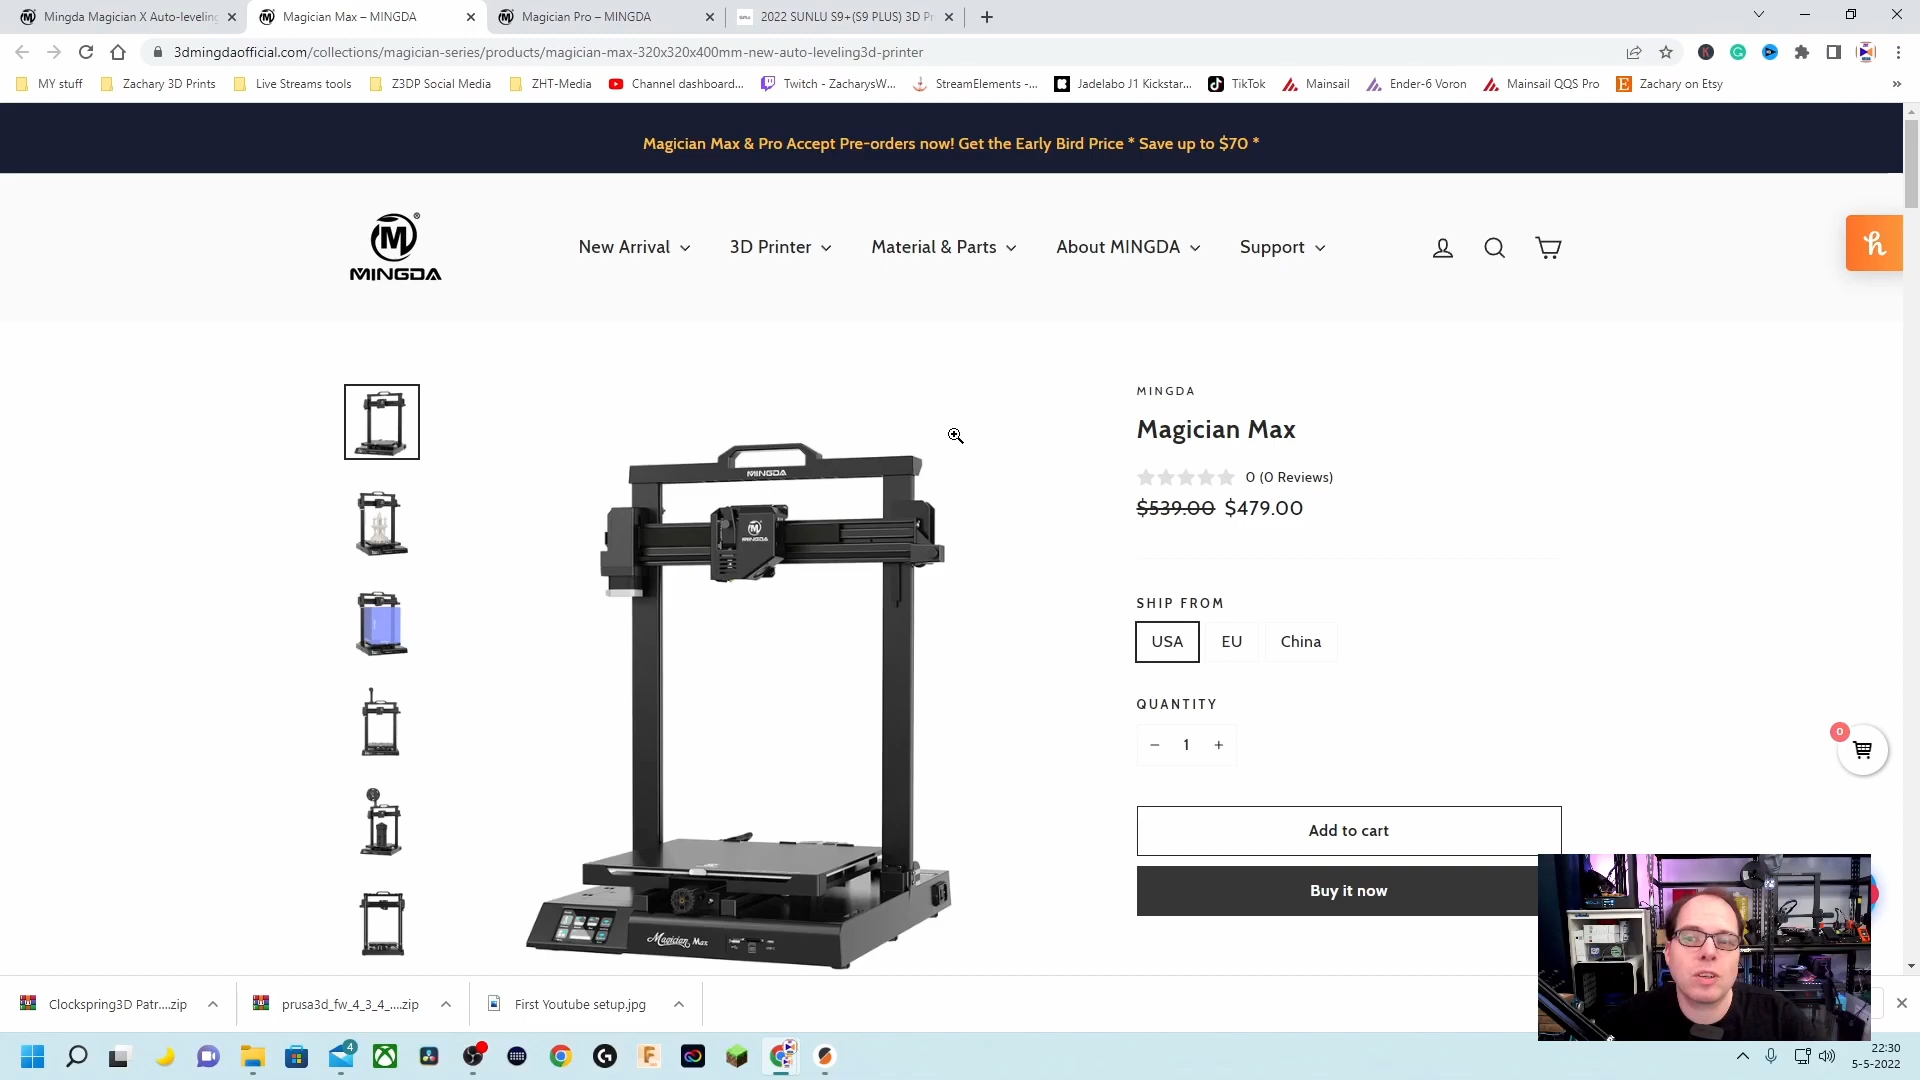 Mingda Magician X Auto-leveling
Magician Max – MINGDA
Magician Pro – MINGDA
2022 SUNLU S9+(S9 PLUS) 3D Pr
3dmingdaofficial.com/collections/magician-series/products/magician-max-320x320x400mm-new-auto-leveling3d-printer
MY stuff
Zachary 3D Prints
Live Streams tools
Z3DP Social Media
ZHT-Media
Channel dashboard...
Twitch - ZacharysW...
StreamElements -...
Jadelabo J1 Kickstar...
TikTok
Mainsail
Ender-6 Voron
Mainsail QQS Pro
Zachary on Etsy
»
Magician Max & Pro Accept Pre-orders now! Get the Early Bird Price * Save up to $70 *
M
MINGDA
New Arrival
3D Printer
Material & Parts
About MINGDA
Support
MINGDA
Magician Max
0 (0 Reviews)
$539.00 $479.00
MINGDA
MINGDA
Magician Max
SHIP FROM
USA
EU
China
QUANTITY
− 1 +
0
Add to cart
Buy it now
Clockspring3D Patr....zip
prusa3d_fw_4_3_4_....zip
First Youtube setup.jpg
4
22:30
5-5-2022